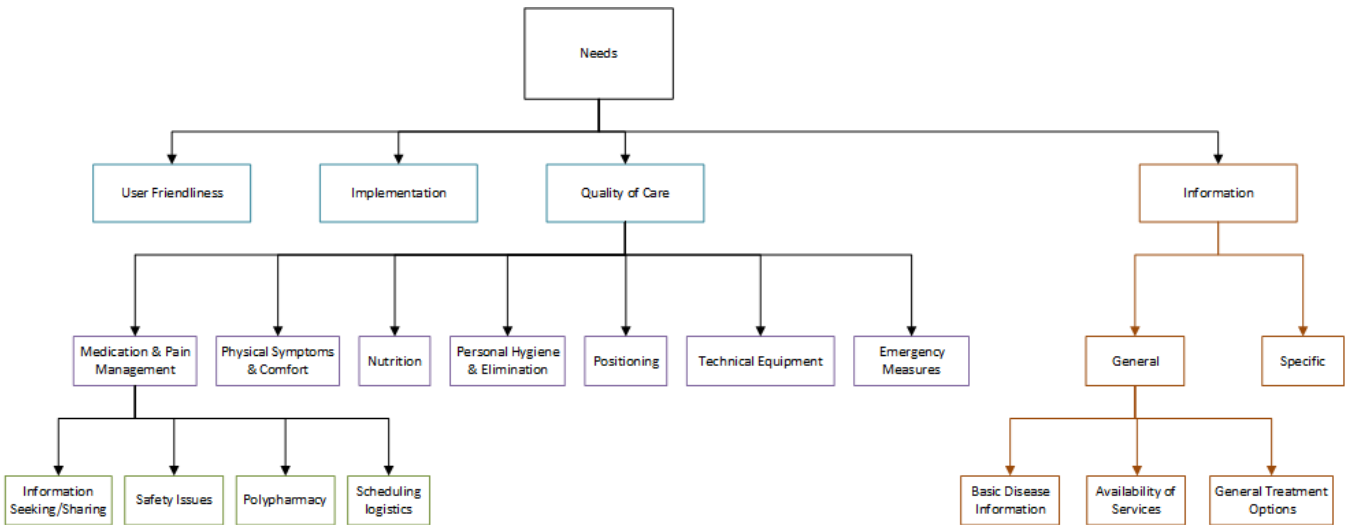 Needs
User Friendliness
Implementation
Quality of Care
Information
Medication & Pain
Management
Physical Symptoms
& Comfort
Nutrition
Personal Hygiene
& Elimination
Positioning
Technical Equipment
Emergency
Measures
General
Specific
Information
Seeking/Sharing
Safety Issues
Polypharmacy
Scheduling
logistics
Basic Disease
Information
Availability of
Services
General Treatment
Options